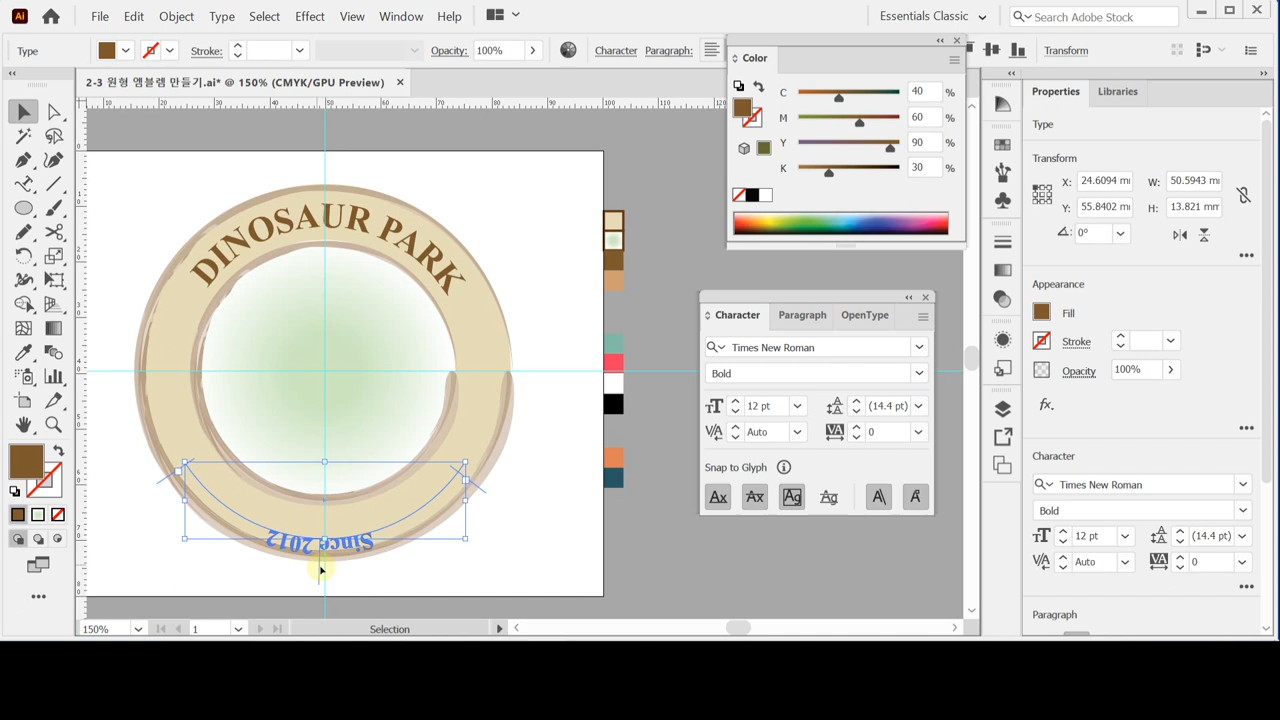 Ai File Edit Object Type Select Effect View Window Help Essentials Classic Search Adobe Stock
Type Stroke: Opacity: 100% Character Paragraph: Transform
2-3 원형 엠블렘 만들기.ai* @ 150% (CMYK/GPU Preview)
Color
C 40 %
M 60 %
Y 90 %
K 30 %
DINOSAUR PARK
Since 2012
Character Paragraph OpenType
Times New Roman
Bold
12 pt (14.4 pt)
Auto 0
Snap to Glyph
Properties Libraries
Type
Transform
X: 24.6094 m W: 50.5943 m
Y: 55.8402 m H: 13.821 mm
0°
Appearance
Fill
Stroke
Opacity 100%
fx
Character
Times New Roman
Bold
12 pt (14.4 pt)
Auto 0
Paragraph
150% 1 Selection